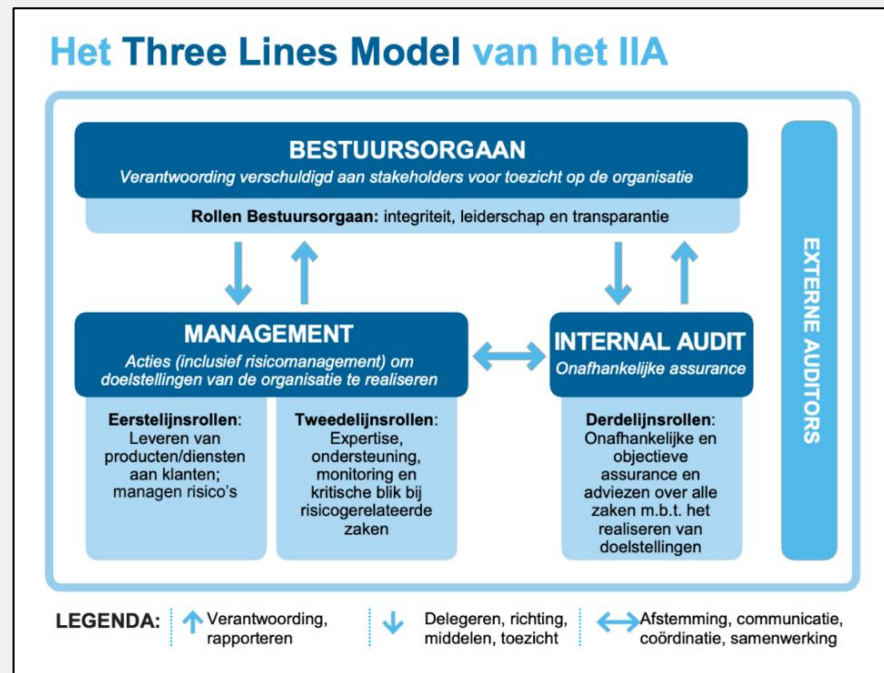 Het Three Lines Model van het IIA
BESTUURSORGAAN
Verantwoording verschuldigd aan stakeholders voor toezicht op de organisatie
Rollen Bestuursorgaan: integriteit, leiderschap en transparantie
MANAGEMENT
Acties (inclusief risicomanagement) om
doelstellingen van de organisatie te realiseren
Eerstelijnsrollen:
Leveren van
producten/diensten
aan klanten;
managen risico's
Tweedelijnsrollen:
Expertise,
ondersteuning,
monitoring en
kritische blik bij
risicogerelateerde
zaken
INTERNAL AUDIT
Onafhankelijke assurance
Derdelijnsrollen:
Onafhankelijke en
objectieve
assurance en
adviezen over alle
zaken m.b.t. het
realiseren van
doelstellingen
EXTERNE AUDITORS
LEGENDA:
Verantwoording,
rapporteren
Delegeren, richting,
middelen, toezicht
Afstemming, communicatie,
coördinatie, samenwerking